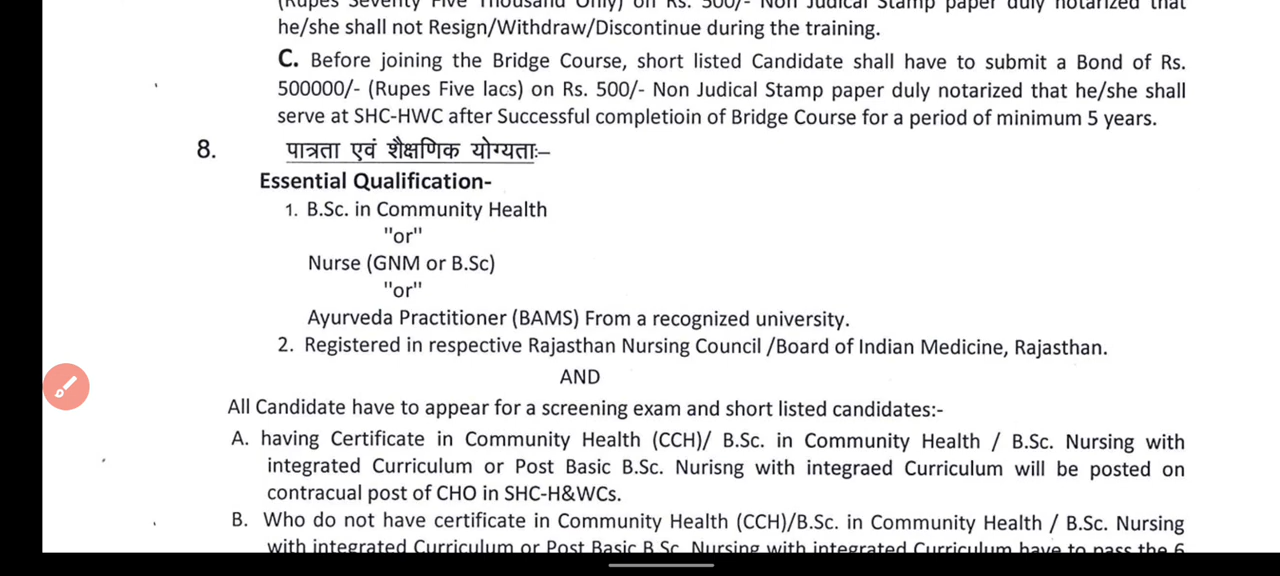 (Rupes Seventy Five Thousand Only) on Rs. 500/- Non Judical Stamp paper duly notarized that
he/she shall not Resign/Withdraw/Discontinue during the training.
C. Before joining the Bridge Course, short listed Candidate shall have to submit a Bond of Rs.
500000/- (Rupes Five lacs) on Rs. 500/- Non Judical Stamp paper duly notarized that he/she shall
serve at SHC-HWC after Successful completioin of Bridge Course for a period of minimum 5 years.
8. पात्रता एवं शैक्षणिक योग्यताः–
Essential Qualification-
1. B.Sc. in Community Health
"or"
Nurse (GNM or B.Sc)
"or"
Ayurveda Practitioner (BAMS) From a recognized university.
2. Registered in respective Rajasthan Nursing Council /Board of Indian Medicine, Rajasthan.
AND
All Candidate have to appear for a screening exam and short listed candidates:-
A. having Certificate in Community Health (CCH)/ B.Sc. in Community Health / B.Sc. Nursing with
integrated Curriculum or Post Basic B.Sc. Nurisng with integraed Curriculum will be posted on
contracual post of CHO in SHC-H&WCs.
B. Who do not have certificate in Community Health (CCH)/B.Sc. in Community Health / B.Sc. Nursing
with integrated Curriculum or Post Basic B.Sc. Nursing with integrated Curriculum have to pass the 6